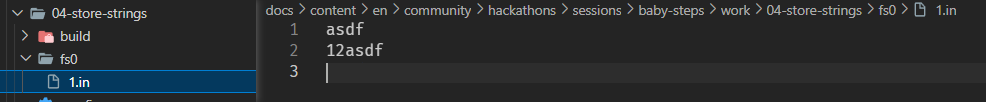 04-store-strings
build
fs0
1.in
docs > content > en > community > hackathons > sessions > baby-steps > work > 04-store-strings > fs0 > 1.in
1 asdf
2 12asdf
3